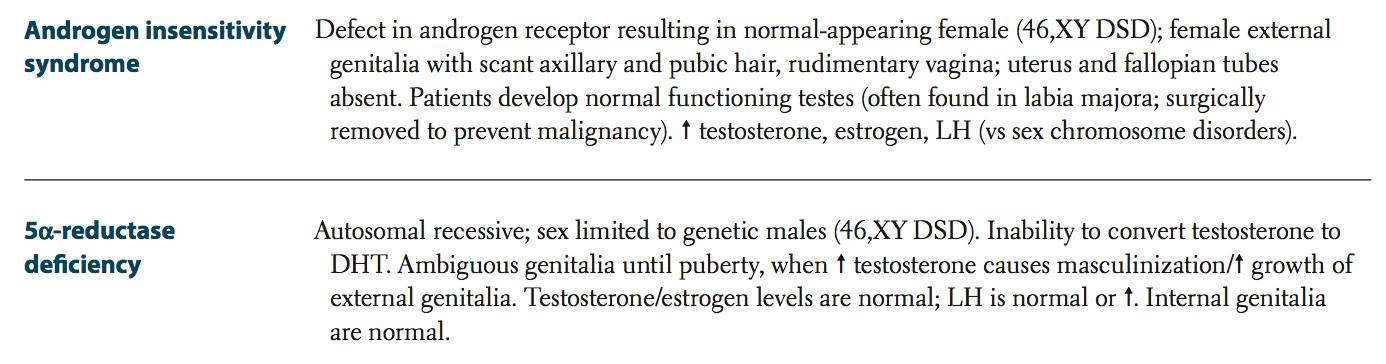 Androgen insensitivity
syndrome
Defect in androgen receptor resulting in normal-appearing female (46,XY DSD); female external
genitalia with scant axillary and pubic hair, rudimentary vagina; uterus and fallopian tubes
absent. Patients develop normal functioning testes (often found in labia majora; surgically
removed to prevent malignancy). ↑ testosterone, estrogen, LH (vs sex chromosome disorders).
5α-reductase
deficiency
Autosomal recessive; sex limited to genetic males (46,XY DSD). Inability to convert testosterone to
DHT. Ambiguous genitalia until puberty, when ↑ testosterone causes masculinization/↑ growth of
external genitalia. Testosterone/estrogen levels are normal; LH is normal or ↑. Internal genitalia
are normal.